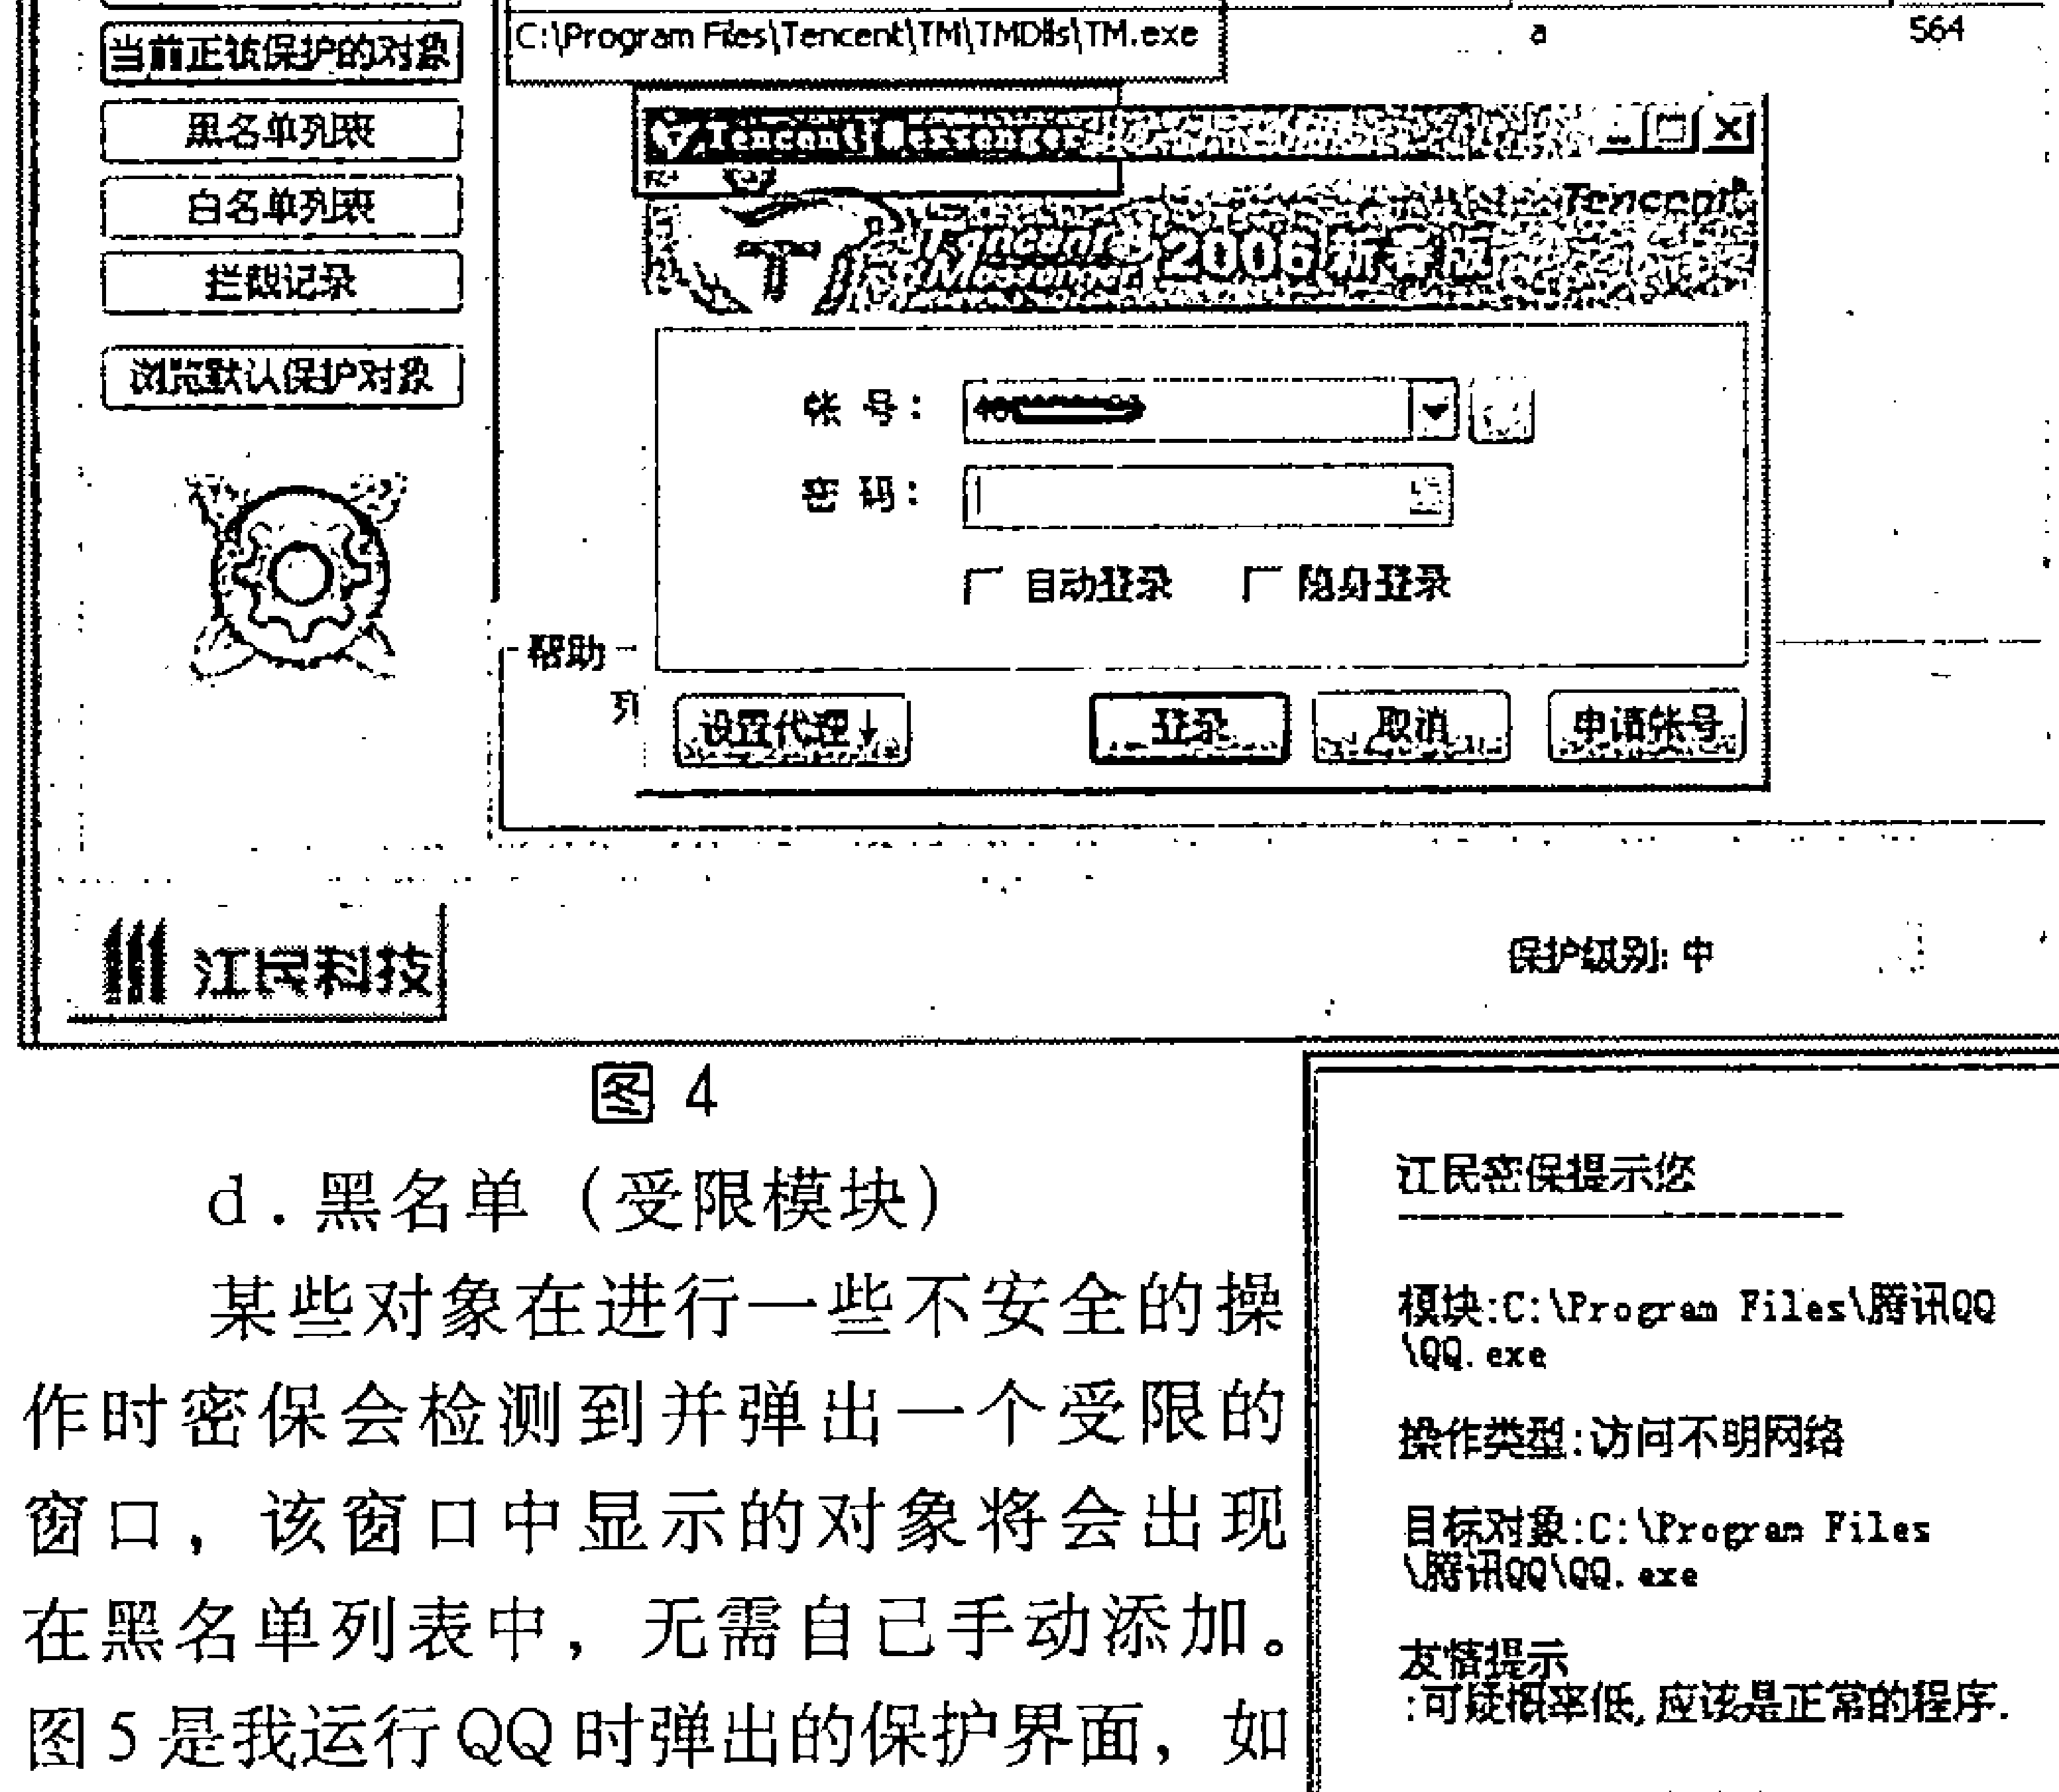 当前正被保护的对象
黑名单列表
白名单列表
拦截记录
浏览默认保护对象
C:\Program Files\Tencent\TM\TMDlls\TM.exe
a
564
Tencent Messenger
Tencent
Tencent
Messenger
2006新春版
帐 号：
密 码：
自动登录
隐身登录
帮助
列
设置代理↓
登录
取消
申请帐号
江民科技
保护级别: 中
图 4
d．黑名单（受限模块）
某些对象在进行一些不安全的操
作时密保会检测到并弹出一个受限的
窗口，该窗口中显示的对象将会出现
在黑名单列表中，无需自己手动添加。
图 5 是我运行 QQ 时弹出的保护界面，如
江民密保提示您
模块:C:\Program Files\腾讯QQ
\QQ.exe
操作类型:访问不明网络
目标对象:C:\Program Files
\腾讯QQ\QQ.exe
友情提示
:可疑概率低,应该是正常的程序.